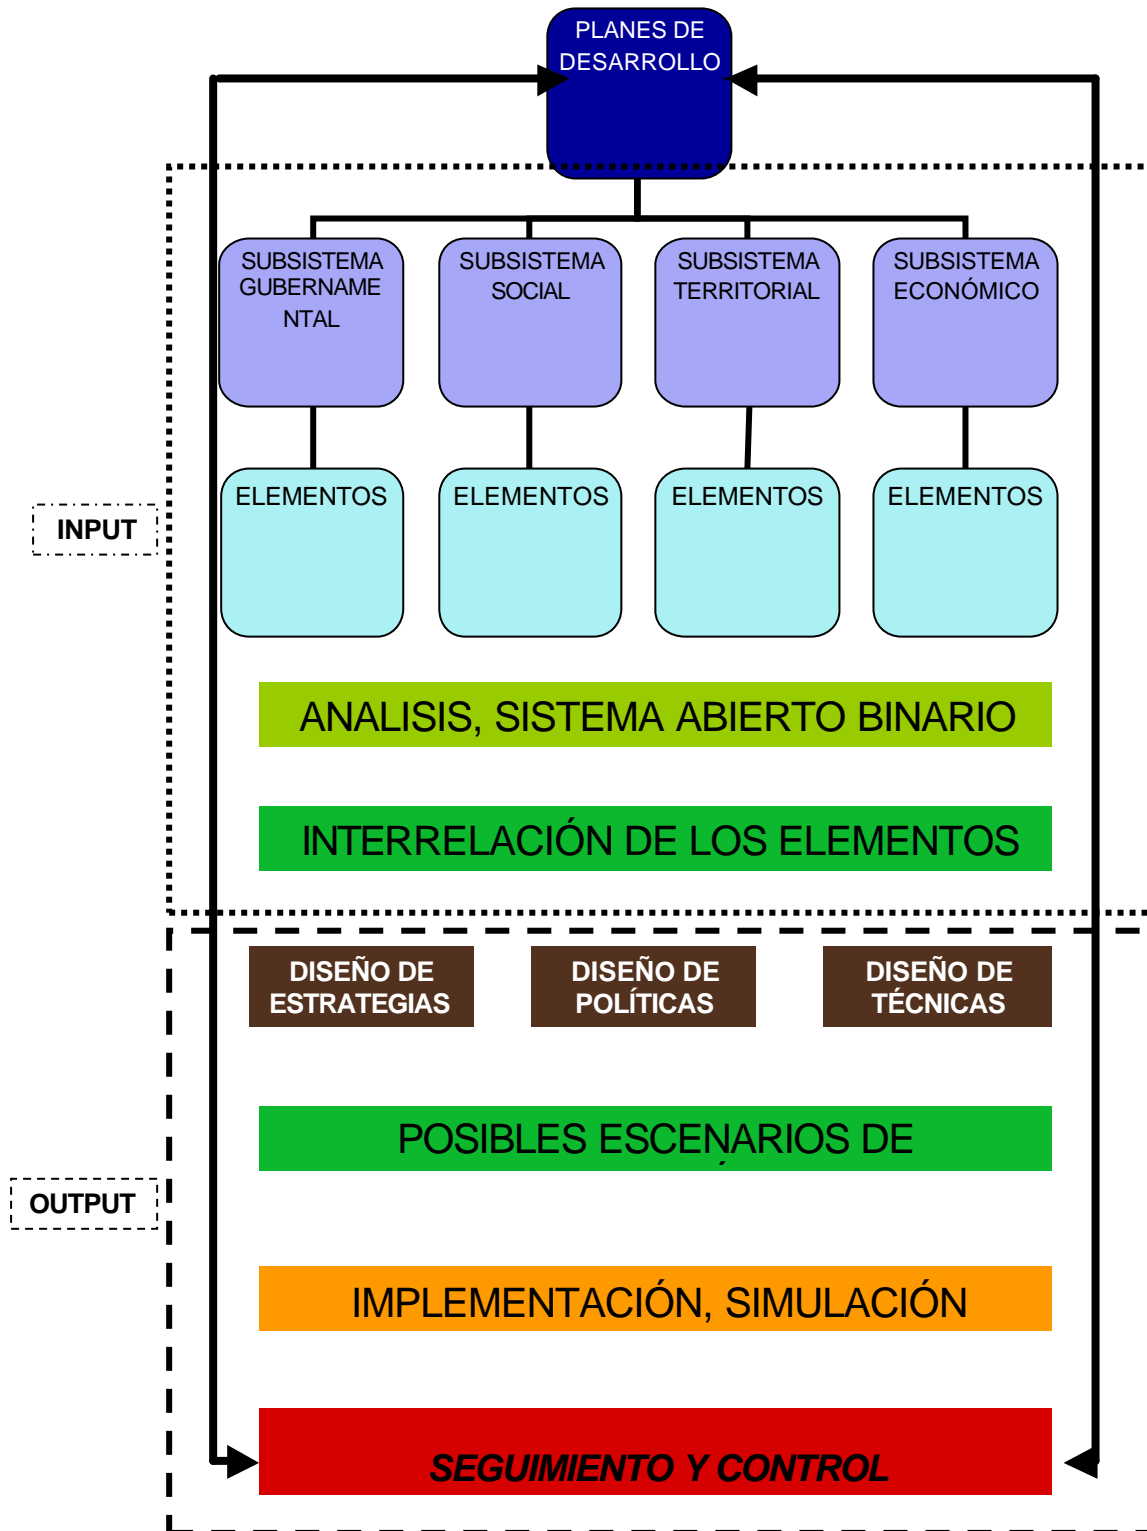 PLANES DE
DESARROLLO
SUBSISTEMA
GUBERNAME
NTAL
SUBSISTEMA
SOCIAL
SUBSISTEMA
TERRITORIAL
SUBSISTEMA
ECONÓMICO
ELEMENTOS
ELEMENTOS
ELEMENTOS
ELEMENTOS
INPUT
ANALISIS, SISTEMA ABIERTO BINARIO
INTERRELACIÓN DE LOS ELEMENTOS
DISEÑO DE
ESTRATEGIAS
DISEÑO DE
POLÍTICAS
DISEÑO DE
TÉCNICAS
POSIBLES ESCENARIOS DE
OUTPUT
IMPLEMENTACIÓN, SIMULACIÓN
SEGUIMIENTO Y CONTROL